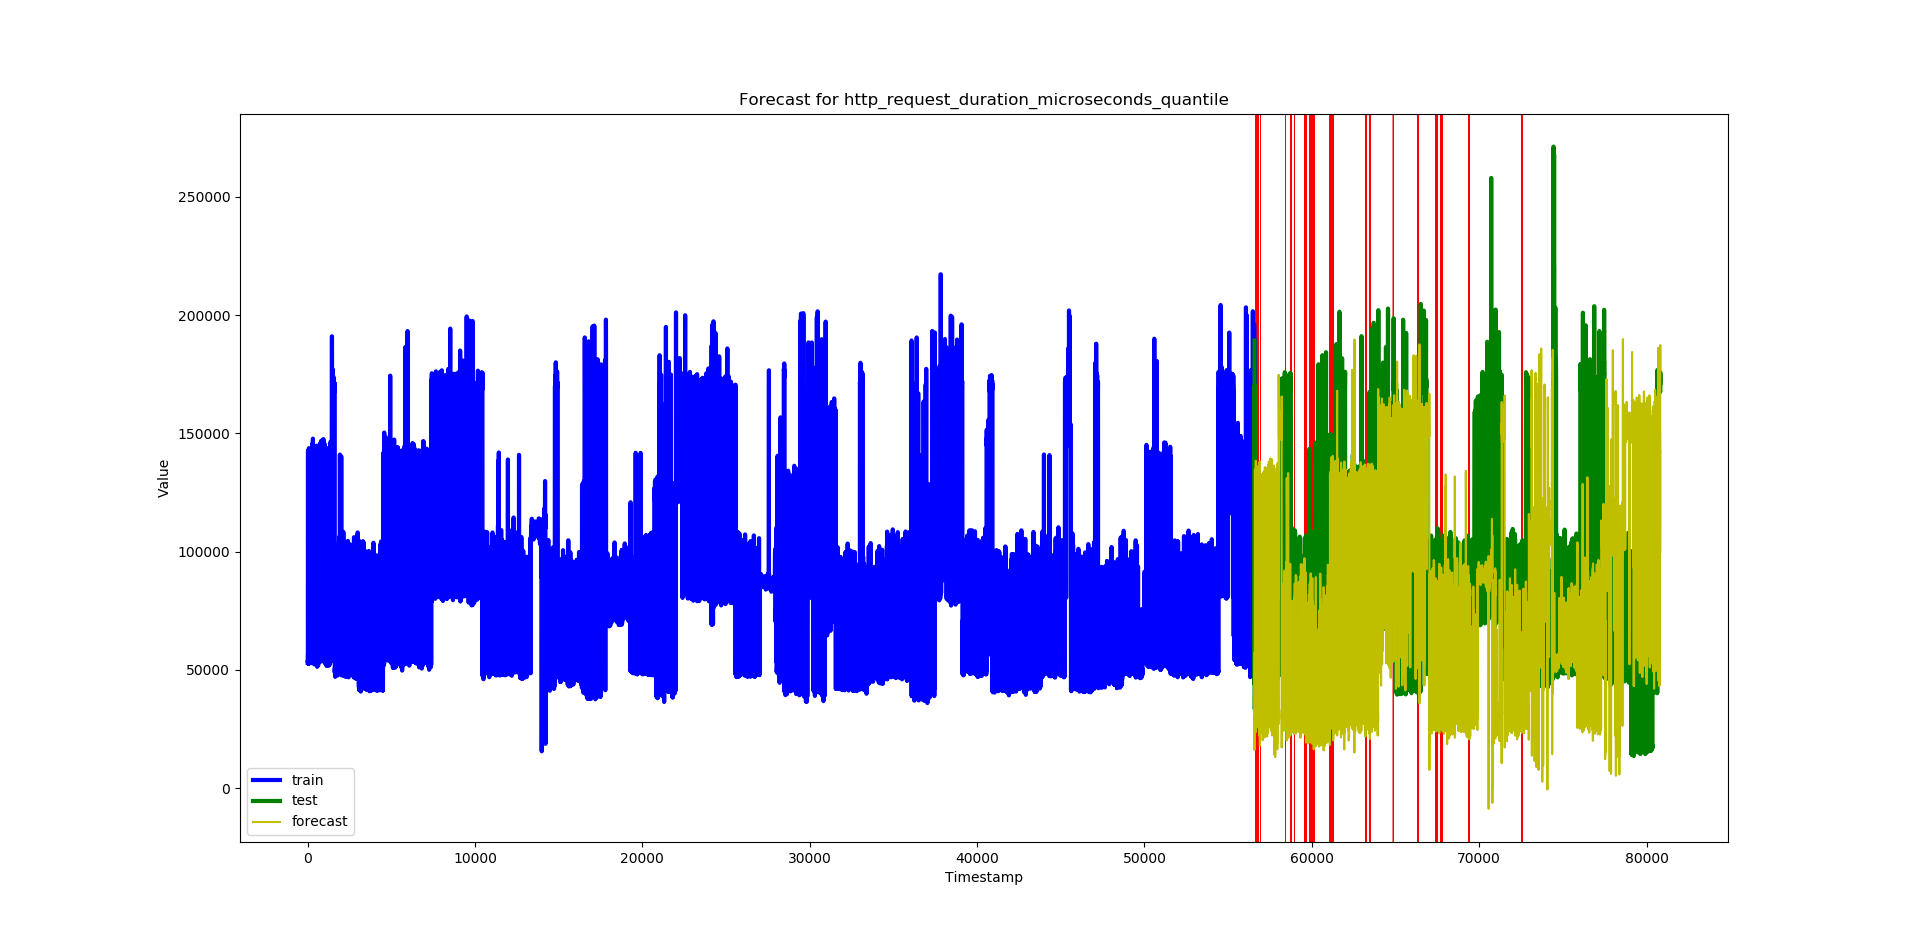 Forecast for http_request_duration_microseconds_quantile
Value
250000
200000
150000
100000
50000
0
train
test
forecast
0 10000 20000 30000 40000 50000 60000 70000 80000
Timestamp